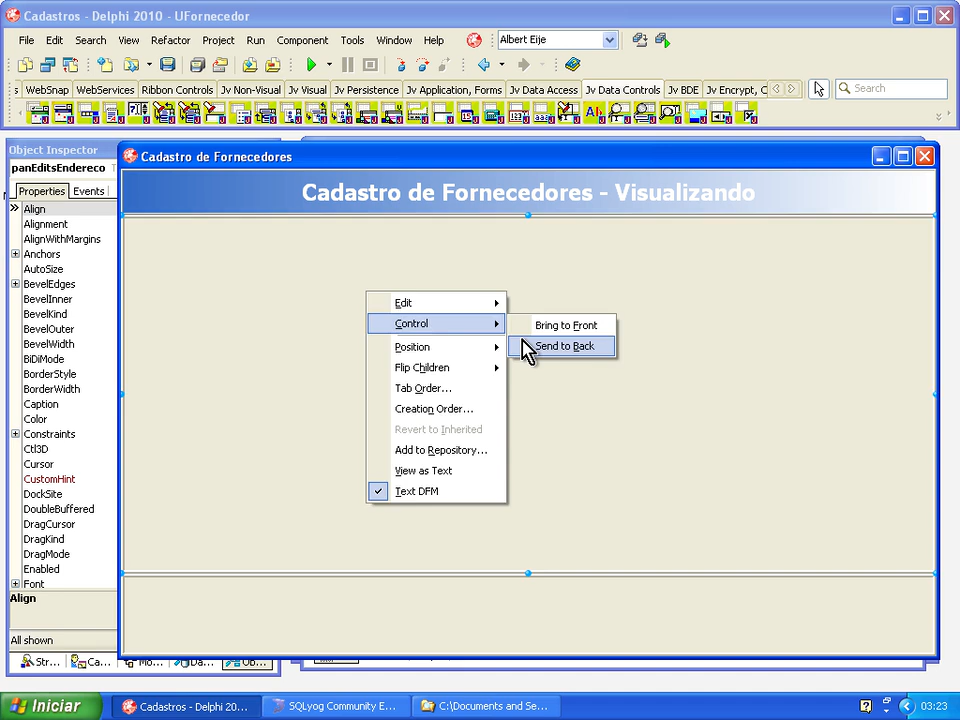 Cadastros - Delphi 2010 - UFornecedor
File Edit Search View Refactor Project Run Component Tools Window Help Albert Eije
s WebSnap WebServices Ribbon Controls Jv Non-Visual Jv Visual Jv Persistence Jv Application, Forms Jv Data Access Jv Data Controls Jv BDE Jv Encrypt, C Search
Object Inspector
panEditsEndereco
Properties Events
Align
Alignment
AlignWithMargins
Anchors
AutoSize
BevelEdges
BevelInner
BevelKind
BevelOuter
BevelWidth
BiDiMode
BorderStyle
BorderWidth
Caption
Color
Constraints
Ctl3D
Cursor
CustomHint
DockSite
DoubleBuffered
DragCursor
DragKind
DragMode
Enabled
Font
Align
All shown
Str... Ca... Mo... Da... Ob...
Cadastro de Fornecedores
Cadastro de Fornecedores - Visualizando
Edit
Control
Position
Flip Children
Tab Order...
Creation Order...
Revert to Inherited
Add to Repository...
View as Text
Text DFM
Bring to Front
Send to Back
Iniciar Cadastros - Delphi 20... SQLyog Community E... C:\Documents and Se... 03:23